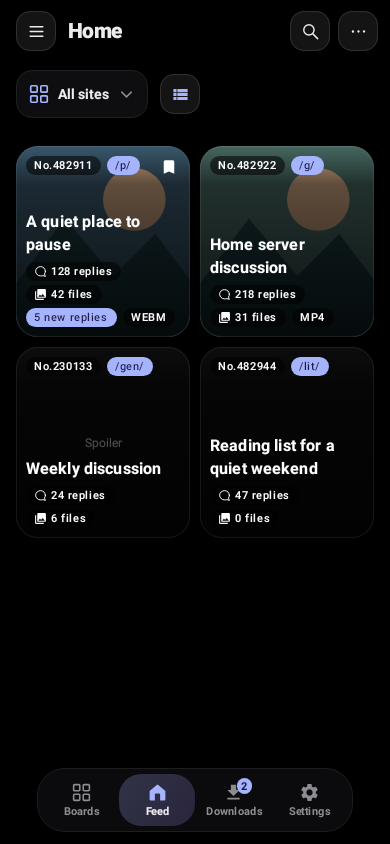 Home
All sites
No.482911 /p/
A quiet place to
pause
128 replies
42 files
5 new replies WEBM
No.482922 /g/
Home server
discussion
218 replies
31 files MP4
No.230133 /gen/
Spoiler
Weekly discussion
24 replies
6 files
No.482944 /lit/
Reading list for a
quiet weekend
47 replies
0 files
Boards
Feed
2
Downloads
Settings